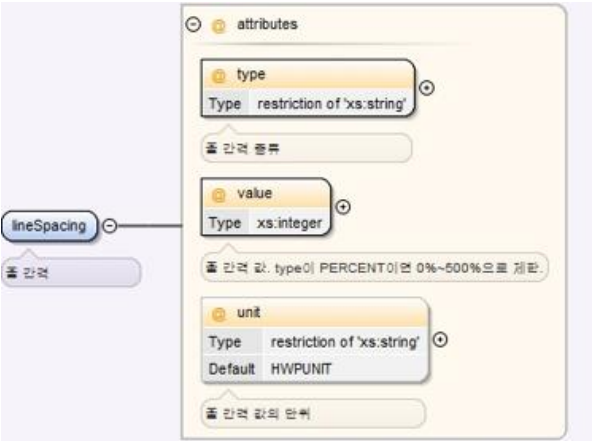 attributes
type
Type restriction of 'xs:string'
줄 간격 종류
value
Type xs:integer
lineSpacing
줄 간격
줄 간격 값. type이 PERCENT이면 0%~500%으로 제한.
unit
Type restriction of 'xs:string'
Default HWPUNIT
줄 간격 값의 단위